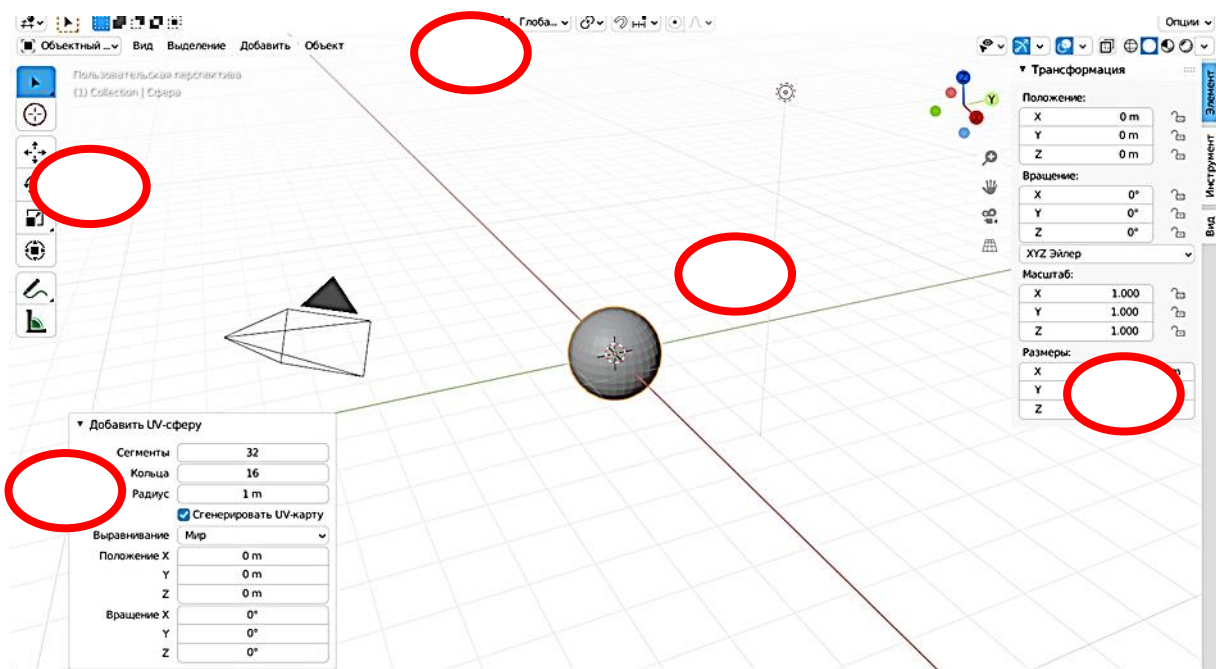 Глоба...
Опции
Объектный ... Вид Выделение Добавить Объект
Пользовательская перспектива
(1) Collection | Сфера
Z
Y
X
Трансформация
Положение:
X 0 m
Y 0 m
Z 0 m
Вращение:
X 0°
Y 0°
Z 0°
XYZ Эйлер
Масштаб:
X 1.000
Y 1.000
Z 1.000
Размеры:
X m
Y
Z
Элемент
Инструмент
Вид
Добавить UV-сферу
Сегменты 32
Кольца 16
Радиус 1 m
Сгенерировать UV-карту
Выравнивание Мир
Положение X 0 m
Y 0 m
Z 0 m
Вращение X 0°
Y 0°
Z 0°